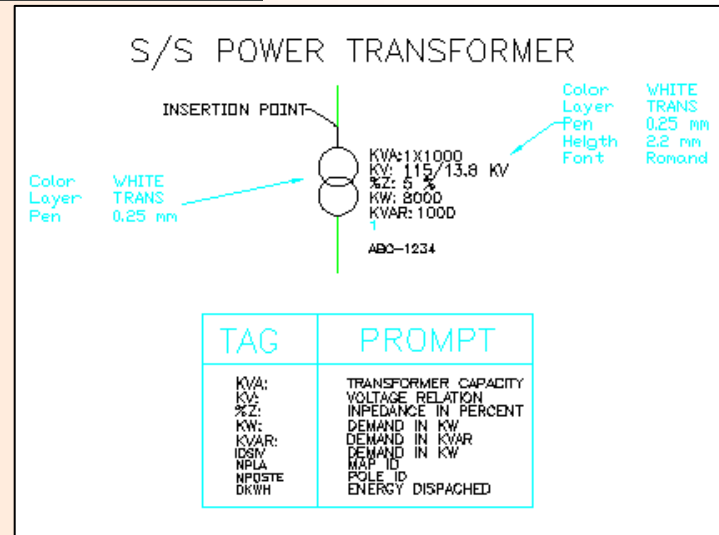 S/S POWER TRANSFORMER
INSERTION POINT
Color WHITE
Layer TRANS
Pen 0.25 mm
Heigth 2.2 mm
Font Romand
KVA:1X1000
KV: 115/13.8 KV
%Z: 5 %
KW: 8000
KVAR: 1000
1
ABC-1234
Color WHITE
Layer TRANS
Pen 0.25 mm
TAG PROMPT
KVA: TRANSFORMER CAPACITY
KV: VOLTAGE RELATION
%Z: INPEDANCE IN PERCENT
KW: DEMAND IN KW
KVAR: DEMAND IN KVAR
IDSIV DEMAND IN KW
NPLA MAP ID
NPOSTE POLE ID
DKWH ENERGY DISPACHED